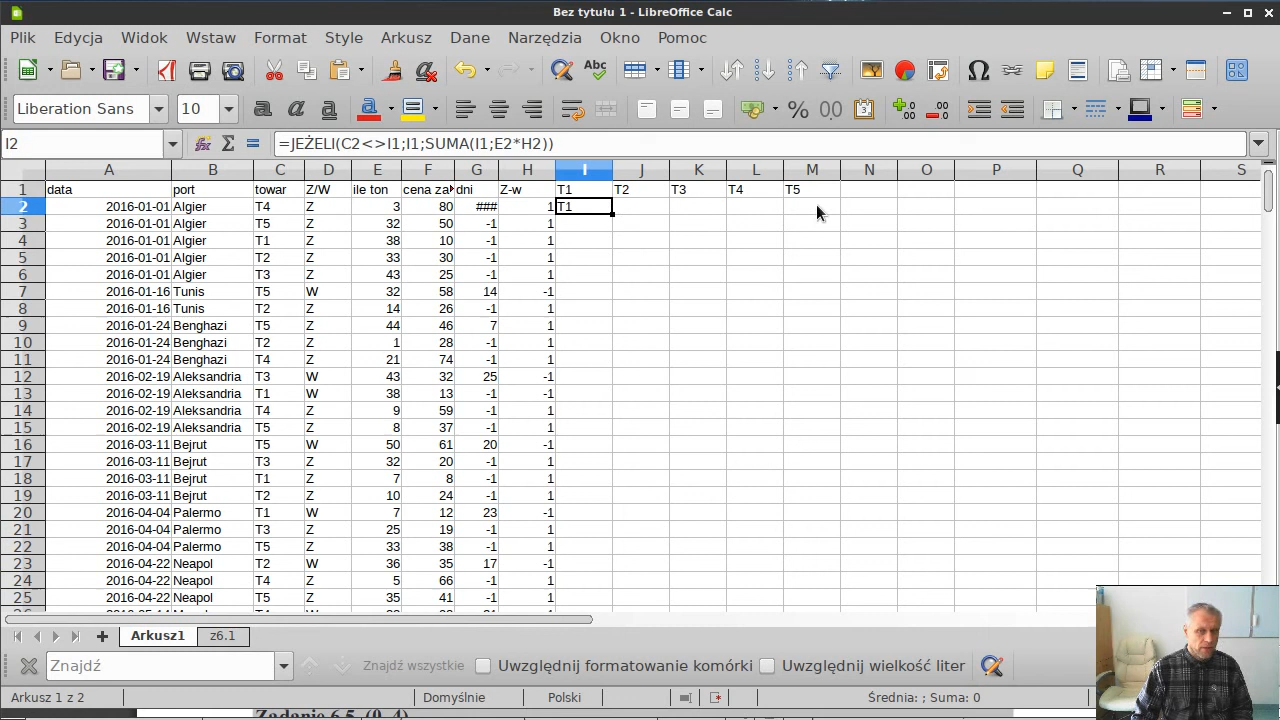 Bez tytułu 1 - LibreOffice Calc
Plik Edycja Widok Wstaw Format Style Arkusz Dane Narzędzia Okno Pomoc
Liberation Sans 10
I2 =JEŻELI(C2<>I1;I1;SUMA(I1;E2*H2))
A B C D E F G H I J K L M N O P Q R S
1 data port towar Z/W ile ton cena za dni Z-w T1 T2 T3 T4 T5
2 2016-01-01 Algier T4 Z 3 80 ### 1 T1
3 2016-01-01 Algier T5 Z 32 50 -1 1
4 2016-01-01 Algier T1 Z 38 10 -1 1
5 2016-01-01 Algier T2 Z 33 30 -1 1
6 2016-01-01 Algier T3 Z 43 25 -1 1
7 2016-01-16 Tunis T5 W 32 58 14 -1
8 2016-01-16 Tunis T2 Z 14 26 -1 1
9 2016-01-24 Benghazi T5 Z 44 46 7 1
10 2016-01-24 Benghazi T2 Z 1 28 -1 1
11 2016-01-24 Benghazi T4 Z 21 74 -1 1
12 2016-02-19 Aleksandria T3 W 43 32 25 -1
13 2016-02-19 Aleksandria T1 W 38 13 -1 -1
14 2016-02-19 Aleksandria T4 Z 9 59 -1 1
15 2016-02-19 Aleksandria T5 Z 8 37 -1 1
16 2016-03-11 Bejrut T5 W 50 61 20 -1
17 2016-03-11 Bejrut T3 Z 32 20 -1 1
18 2016-03-11 Bejrut T1 Z 7 8 -1 1
19 2016-03-11 Bejrut T2 Z 10 24 -1 1
20 2016-04-04 Palermo T1 W 7 12 23 -1
21 2016-04-04 Palermo T3 Z 25 19 -1 1
22 2016-04-04 Palermo T5 Z 33 38 -1 1
23 2016-04-22 Neapol T2 W 36 35 17 -1
24 2016-04-22 Neapol T4 Z 5 66 -1 1
25 2016-04-22 Neapol T5 Z 35 41 -1 1
Arkusz1 z6.1
Znajdź Znajdź wszystkie Uwzględnij formatowanie komórki Uwzględnij wielkość liter
Arkusz 1 z 2 Domyślnie Polski Średnia: ; Suma: 0
Zadanie 6.5 (0–4)